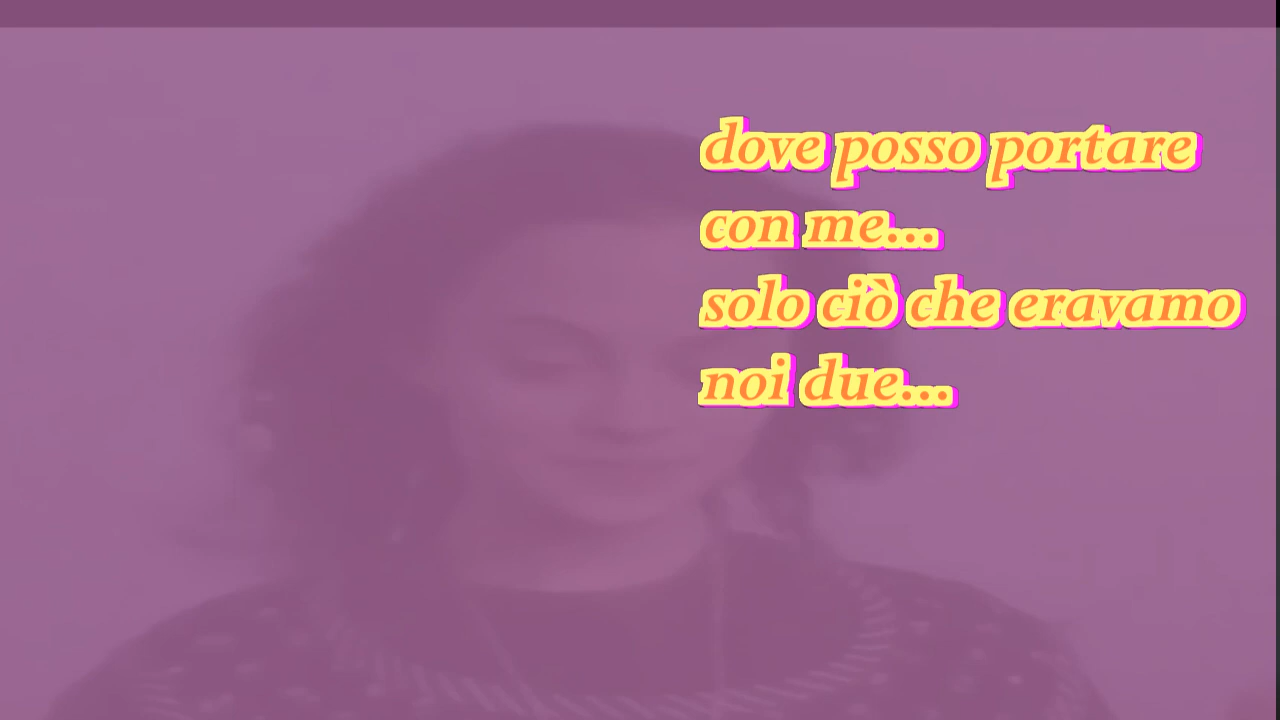 dove posso portare
con me...
solo ciò che eravamo
noi due...